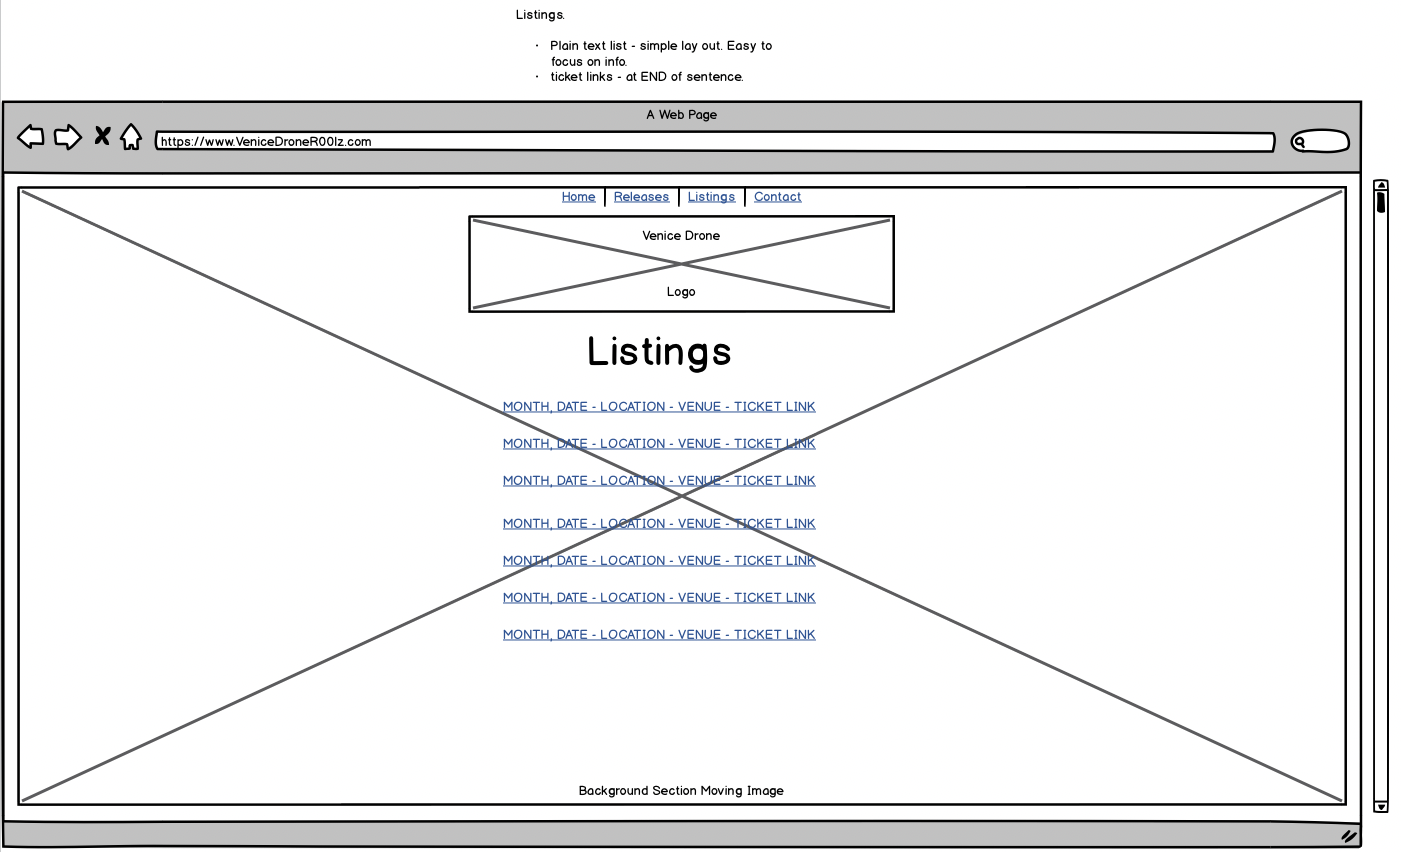 Listings.
· Plain text list - simple lay out. Easy to
focus on info.
· ticket links - at END of sentence.
A Web Page
https://www.VeniceDroneR00lz.com
Home Releases Listings Contact
Venice Drone
Logo
Listings
MONTH, DATE - LOCATION - VENUE - TICKET LINK
MONTH, DATE - LOCATION - VENUE - TICKET LINK
MONTH, DATE - LOCATION - VENUE - TICKET LINK
MONTH, DATE - LOCATION - VENUE - TICKET LINK
MONTH, DATE - LOCATION - VENUE - TICKET LINK
MONTH, DATE - LOCATION - VENUE - TICKET LINK
MONTH, DATE - LOCATION - VENUE - TICKET LINK
Background Section Moving Image